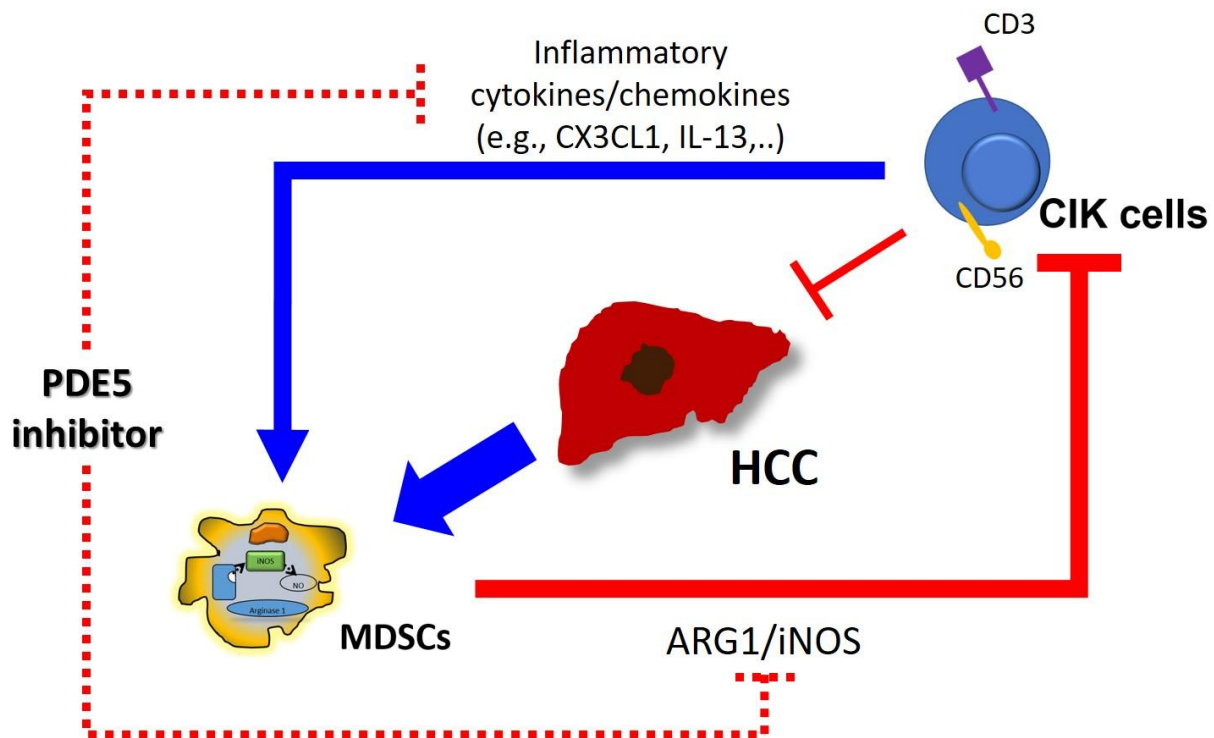 CD3
Inflammatory
cytokines/chemokines
(e.g., CX3CL1, IL-13,..)
CIK cells
CD56
PDE5
inhibitor
HCC
iNOS
NO
Arginase 1
MDSCs
ARG1/iNOS